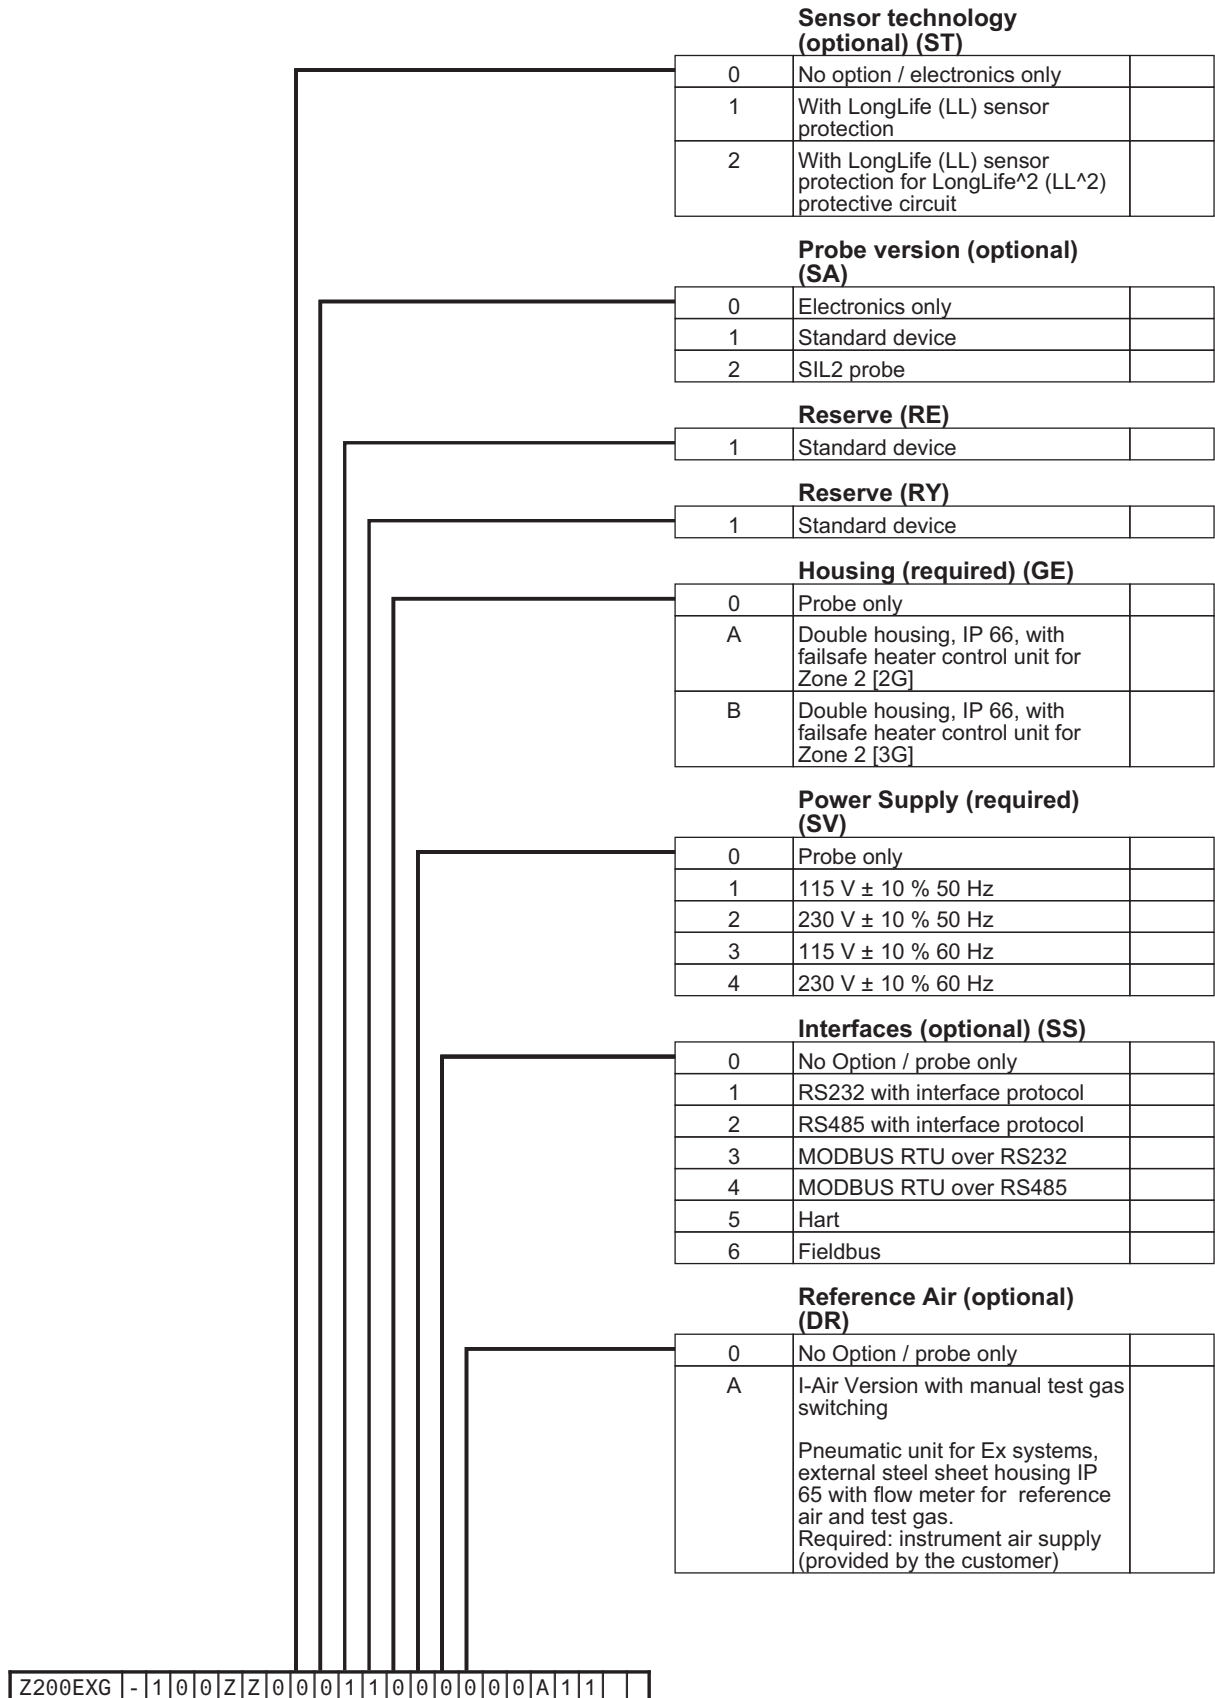 Sensor technology
(optional) (ST)
0 No option / electronics only
1 With LongLife (LL) sensor
protection
2 With LongLife (LL) sensor
protection for LongLife^2 (LL^2)
protective circuit
Probe version (optional)
(SA)
0 Electronics only
1 Standard device
2 SIL2 probe
Reserve (RE)
1 Standard device
Reserve (RY)
1 Standard device
Housing (required) (GE)
0 Probe only
A Double housing, IP 66, with
failsafe heater control unit for
Zone 2 [2G]
B Double housing, IP 66, with
failsafe heater control unit for
Zone 2 [3G]
Power Supply (required)
(SV)
0 Probe only
1 115 V ± 10 % 50 Hz
2 230 V ± 10 % 50 Hz
3 115 V ± 10 % 60 Hz
4 230 V ± 10 % 60 Hz
Interfaces (optional) (SS)
0 No Option / probe only
1 RS232 with interface protocol
2 RS485 with interface protocol
3 MODBUS RTU over RS232
4 MODBUS RTU over RS485
5 Hart
6 Fieldbus
Reference Air (optional)
(DR)
0 No Option / probe only
A I-Air Version with manual test gas
switching
Pneumatic unit for Ex systems,
external steel sheet housing IP
65 with flow meter for reference
air and test gas.
Required: instrument air supply
(provided by the customer)
Z200EXG - 1 0 0 Z Z 0 0 0 1 1 0 0 0 0 0 0 A 1 1